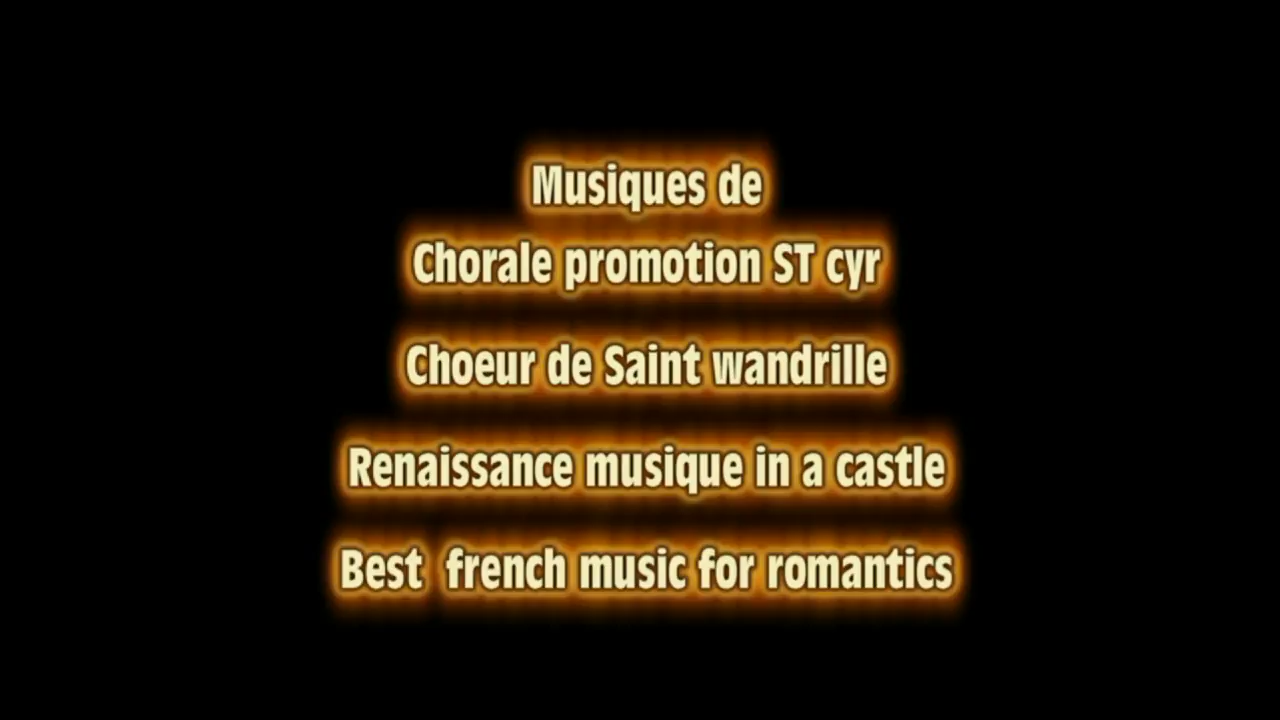 Musiques de
Chorale promotion ST cyr
Choeur de Saint wandrille
Renaissance musique in a castle
Best french music for romantics